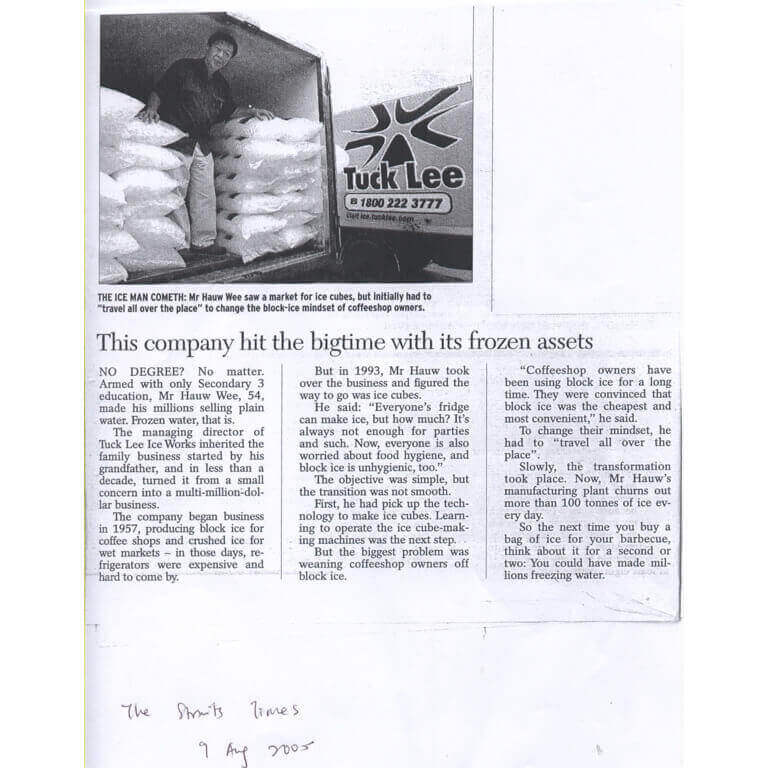 Tuck Lee
1800 222 3777
Visit ice.tucklee.com
THE ICE MAN COMETH: Mr Hauw Wee saw a market for ice cubes, but initially had to
"travel all over the place" to change the block-ice mindset of coffeeshop owners.
This company hit the bigtime with its frozen assets
NO DEGREE? No matter.
Armed with only Secondary 3
education, Mr Hauw Wee, 54,
made his millions selling plain
water. Frozen water, that is.
The managing director of
Tuck Lee Ice Works inherited the
family business started by his
grandfather, and in less than a
decade, turned it from a small
concern into a multi-million-dol-
lar business.
The company began business
in 1957, producing block ice for
coffee shops and crushed ice for
wet markets – in those days, re-
frigerators were expensive and
hard to come by.
But in 1993, Mr Hauw took
over the business and figured the
way to go was ice cubes.
He said: "Everyone's fridge
can make ice, but how much? It's
always not enough for parties
and such. Now, everyone is also
worried about food hygiene, and
block ice is unhygienic, too."
The objective was simple, but
the transition was not smooth.
First, he had pick up the tech-
nology to make ice cubes. Learn-
ing to operate the ice cube-mak-
ing machines was the next step.
But the biggest problem was
weaning coffeeshop owners off
block ice.
"Coffeeshop owners have
been using block ice for a long
time. They were convinced that
block ice was the cheapest and
most convenient," he said.
To change their mindset, he
had to "travel all over the
place".
Slowly, the transformation
took place. Now, Mr Hauw's
manufacturing plant churns out
more than 100 tonnes of ice ev-
ery day.
So the next time you buy a
bag of ice for your barbecue,
think about it for a second or
two: You could have made mil-
lions freezing water.
The Straits Times
9 Aug 2005